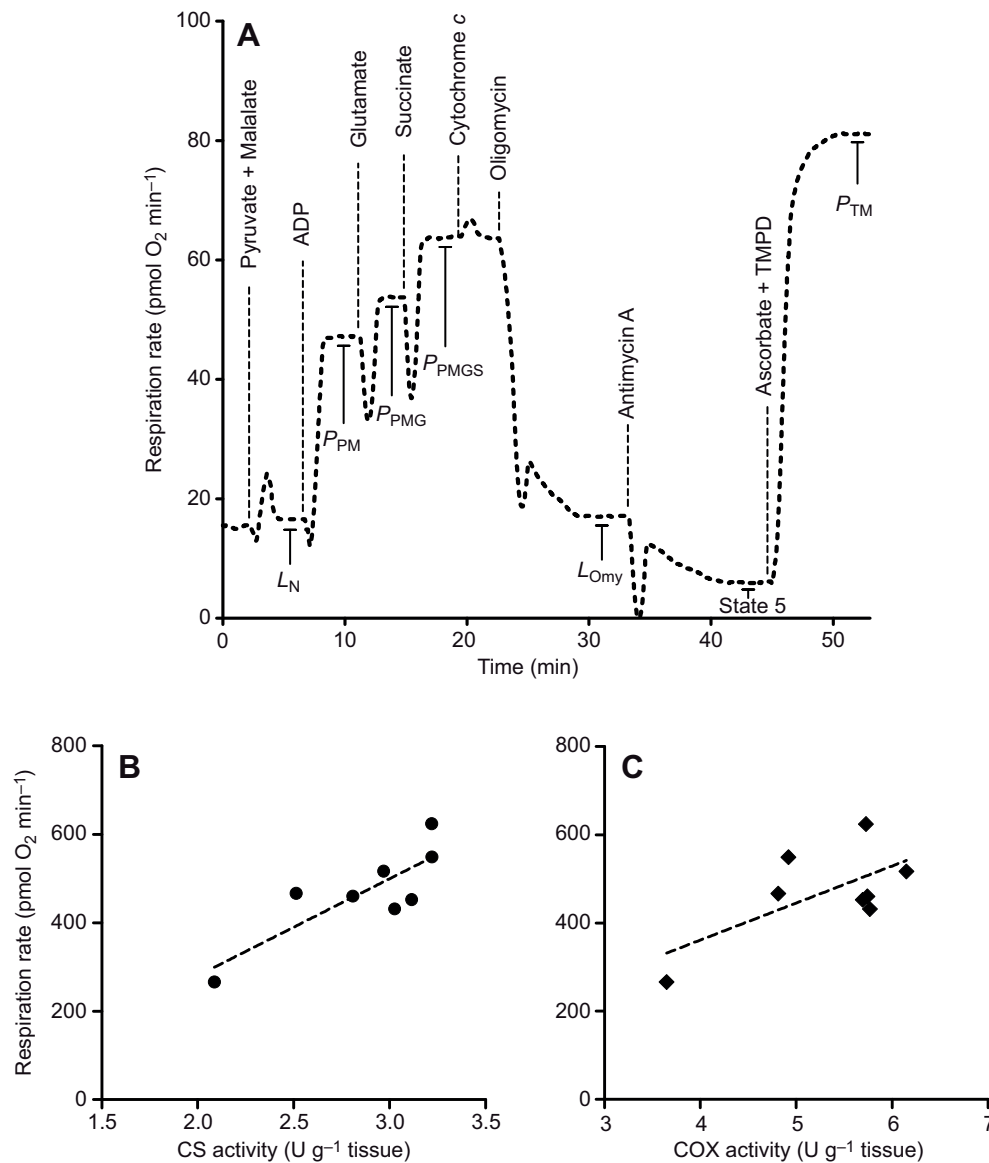 A
Respiration rate (pmol O₂ min⁻¹)
100
80
60
40
20
0
Pyruvate + Malalate
ADP
Glutamate
Succinate
Cytochrome c
Oligomycin
Antimycin A
Ascorbate + TMPD
L_N
P_PM
P_PMG
P_PMGS
L_Omy
State 5
P_TM
0 10 20 30 40 50
Time (min)
B
Respiration rate (pmol O₂ min⁻¹)
800
600
400
200
0
1.5 2.0 2.5 3.0 3.5
CS activity (U g⁻¹ tissue)
C
800
600
400
200
0
3 4 5 6 7
COX activity (U g⁻¹ tissue)